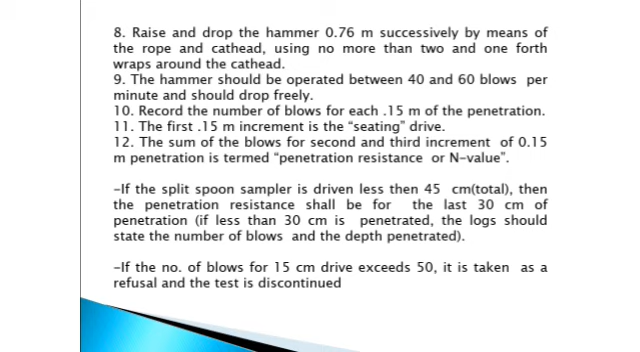 8. Raise and drop the hammer 0.76 m successively by means of
the rope and cathead, using no more than two and one forth
wraps around the cathead.
9. The hammer should be operated between 40 and 60 blows per
minute and should drop freely.
10. Record the number of blows for each .15 m of the penetration.
11. The first .15 m increment is the “seating” drive.
12. The sum of the blows for second and third increment of 0.15
m penetration is termed “penetration resistance or N-value”.
-If the split spoon sampler is driven less then 45 cm(total), then
the penetration resistance shall be for the last 30 cm of
penetration (if less than 30 cm is penetrated, the logs should
state the number of blows and the depth penetrated).
-If the no. of blows for 15 cm drive exceeds 50, it is taken as a
refusal and the test is discontinued